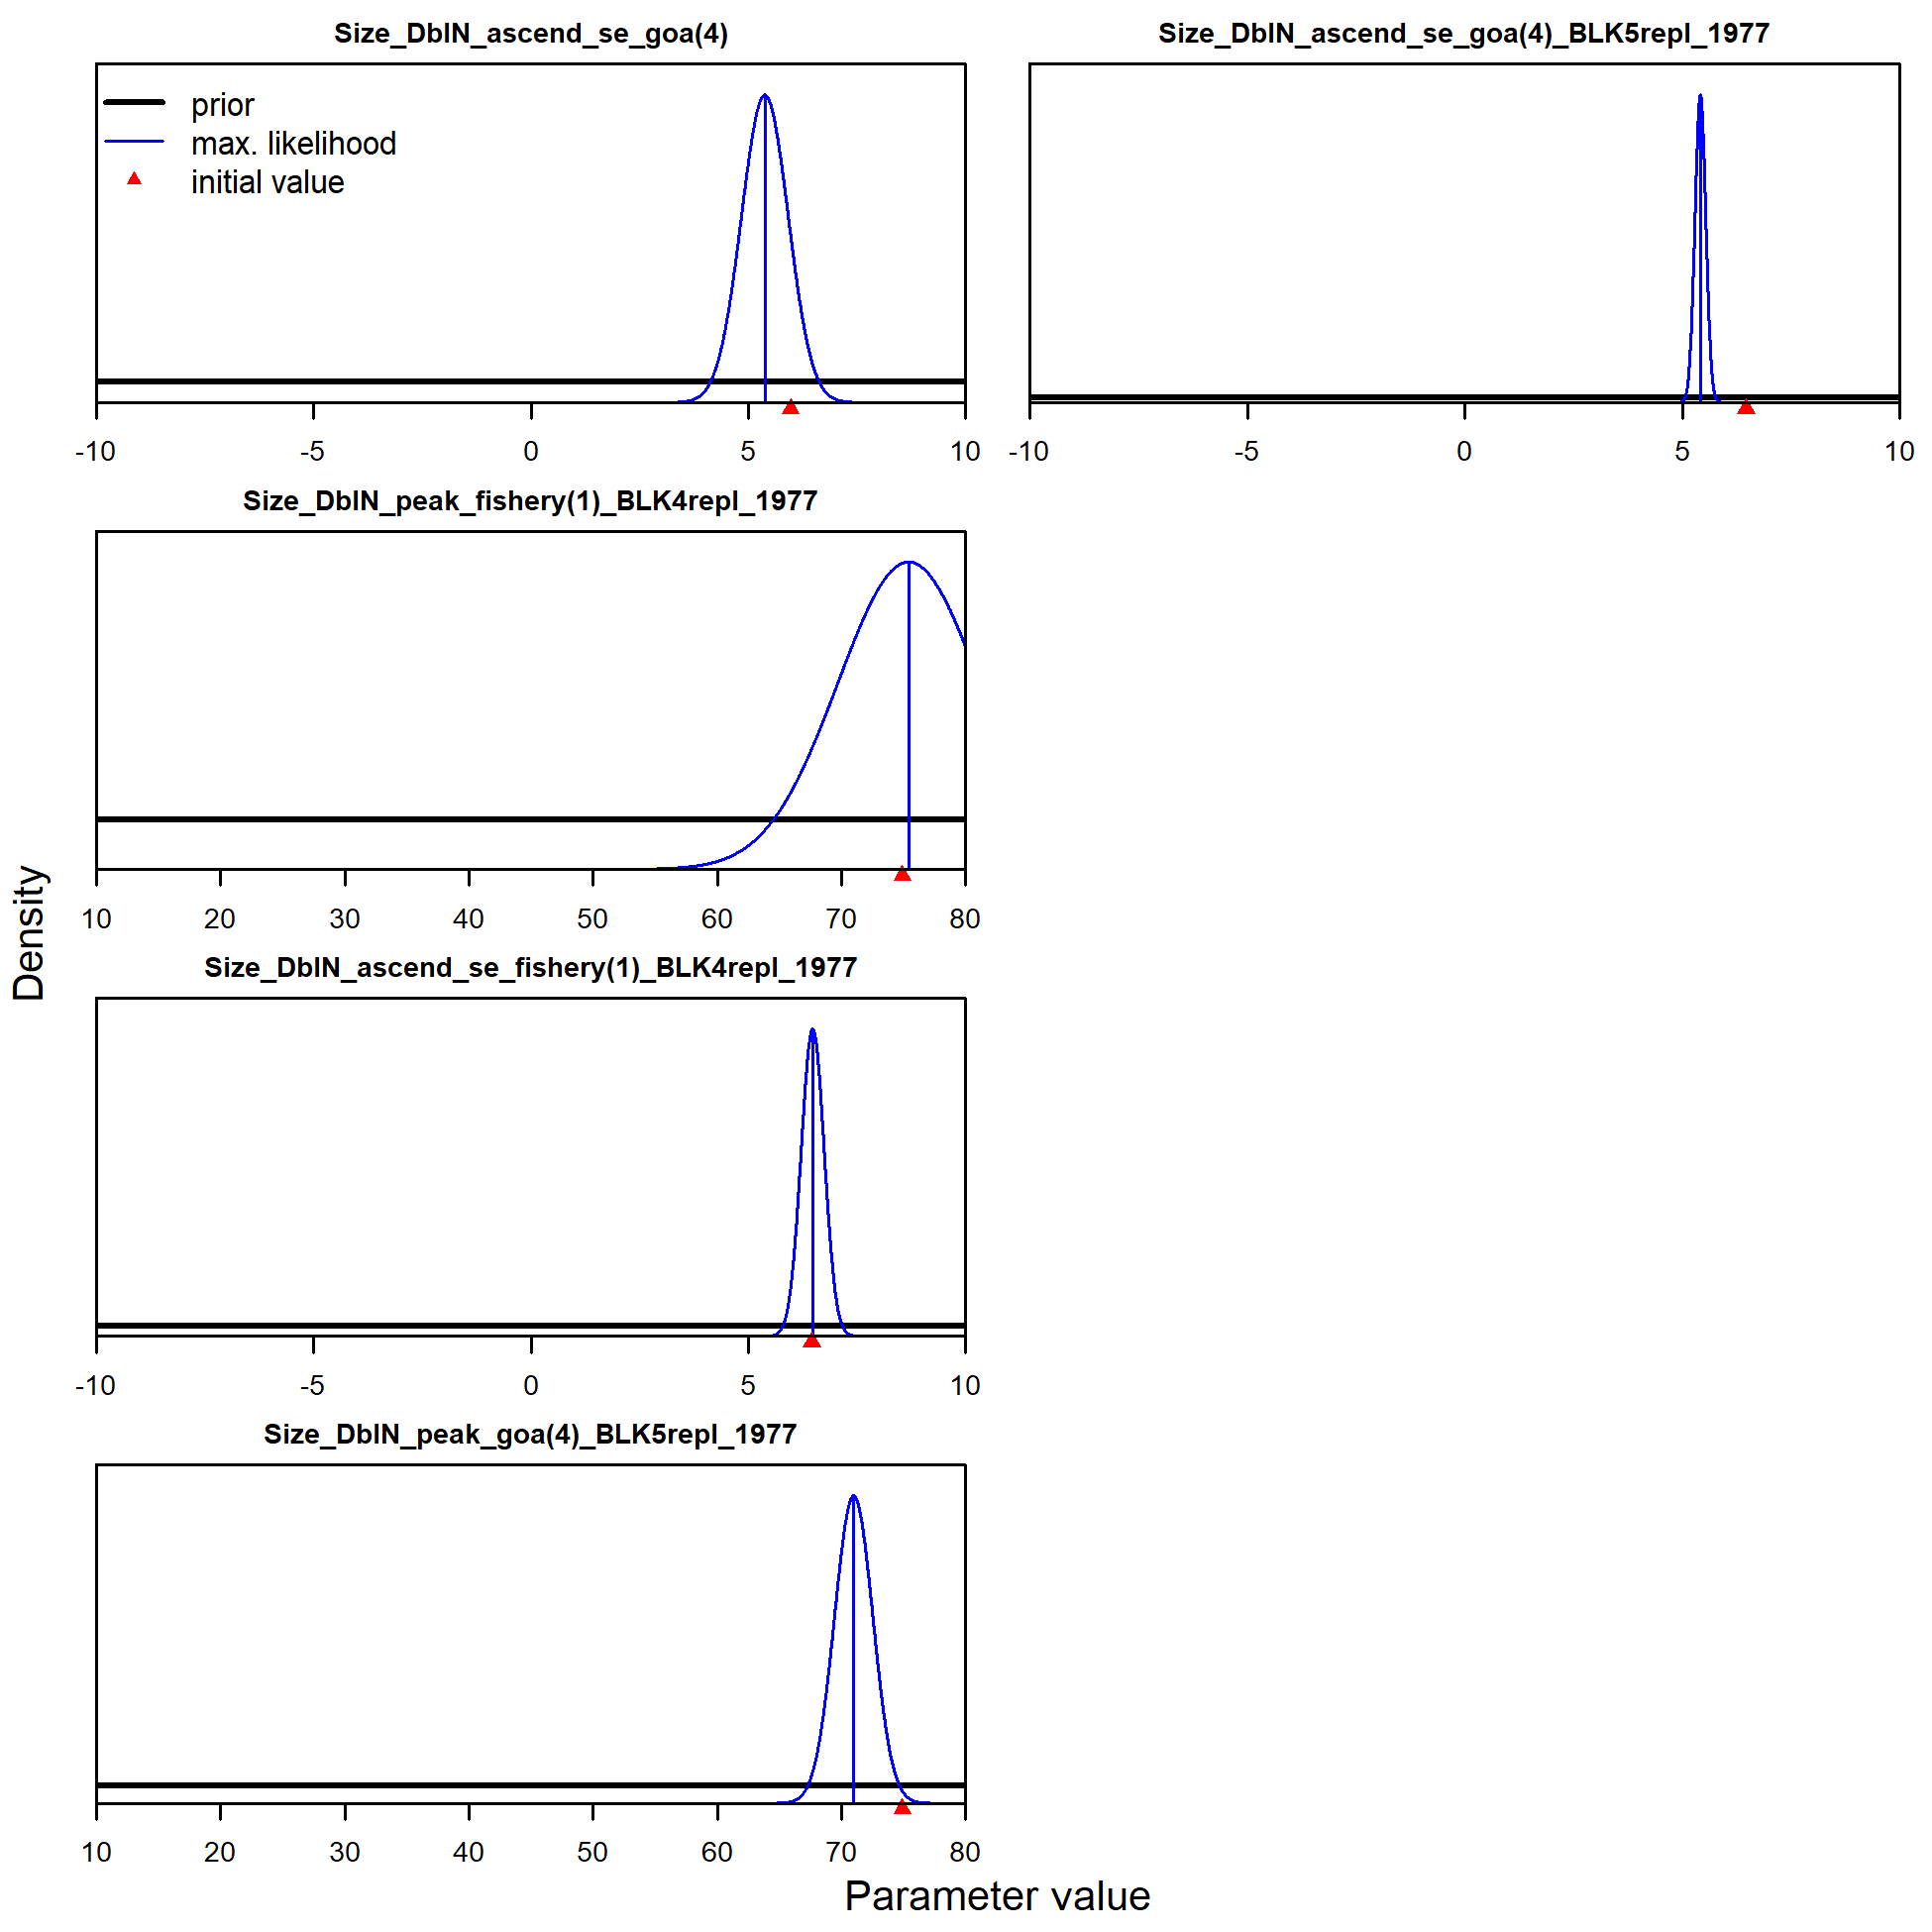 Size_DblN_ascend_se_goa(4)
prior
max. likelihood
initial value
-10 -5 0 5 10
Size_DblN_ascend_se_goa(4)_BLK5repl_1977
-10 -5 0 5 10
Size_DblN_peak_fishery(1)_BLK4repl_1977
10 20 30 40 50 60 70 80
Size_DblN_ascend_se_fishery(1)_BLK4repl_1977
-10 -5 0 5 10
Size_DblN_peak_goa(4)_BLK5repl_1977
10 20 30 40 50 60 70 80
Density
Parameter value